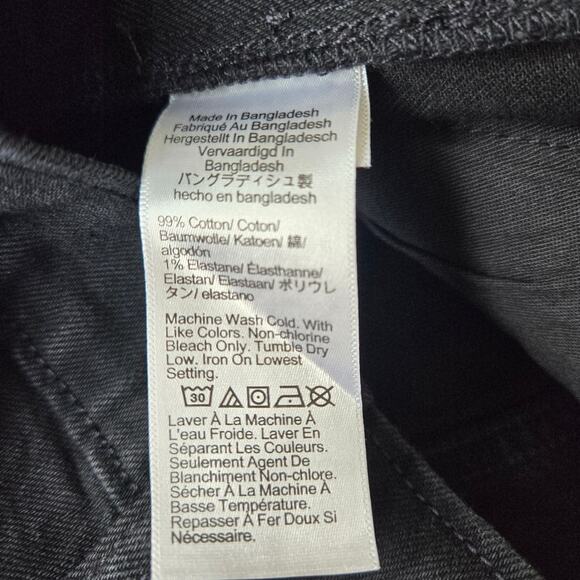 Made In Bangladesh
Fabriqué Au Bangladesh
Hergestellt In Bangladesch
Vervaardigd In
Bangladesh
バングラディシュ製
hecho en bangladesh
99% Cotton/ Coton/
Baumwolle/ Katoen/ 綿/
algodón
1% Elastane/ Élasthanne/
Elastan/ Elastaan/ ポリウレ
タン/ elastano
Machine Wash Cold. With
Like Colors. Non-chlorine
Bleach Only. Tumble Dry
Low. Iron On Lowest
Setting.
30
Laver À La Machine À
L'eau Froide. Laver En
Séparant Les Couleurs.
Seulement Agent De
Blanchiment Non-chlore.
Sécher À La Machine À
Basse Température.
Repasser À Fer Doux Si
Nécessaire.